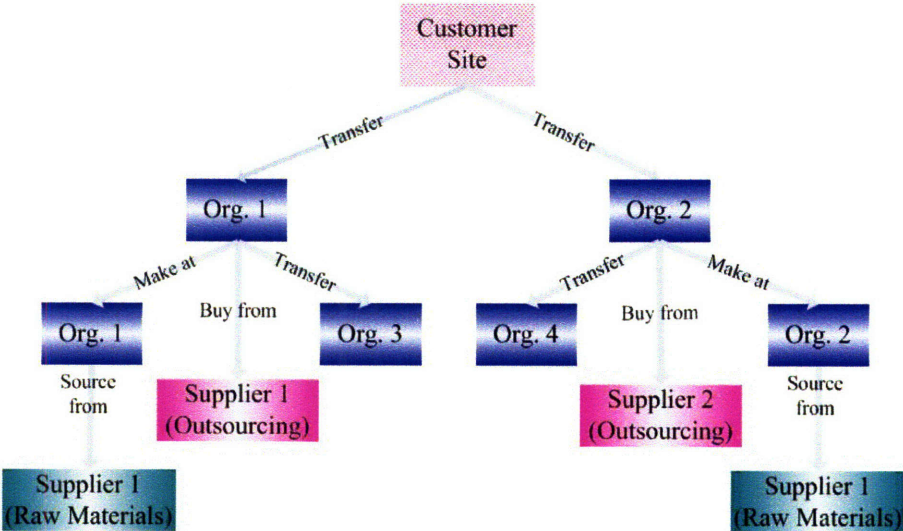 Customer
Site
Transfer
Transfer
Org. 1
Org. 2
Make at
Transfer
Transfer
Make at
Buy from
Buy from
Org. 1
Org. 3
Org. 4
Org. 2
Source
from
Supplier 1
(Outsourcing)
Supplier 2
(Outsourcing)
Source
from
Supplier 1
(Raw Materials)
Supplier 1
(Raw Materials)